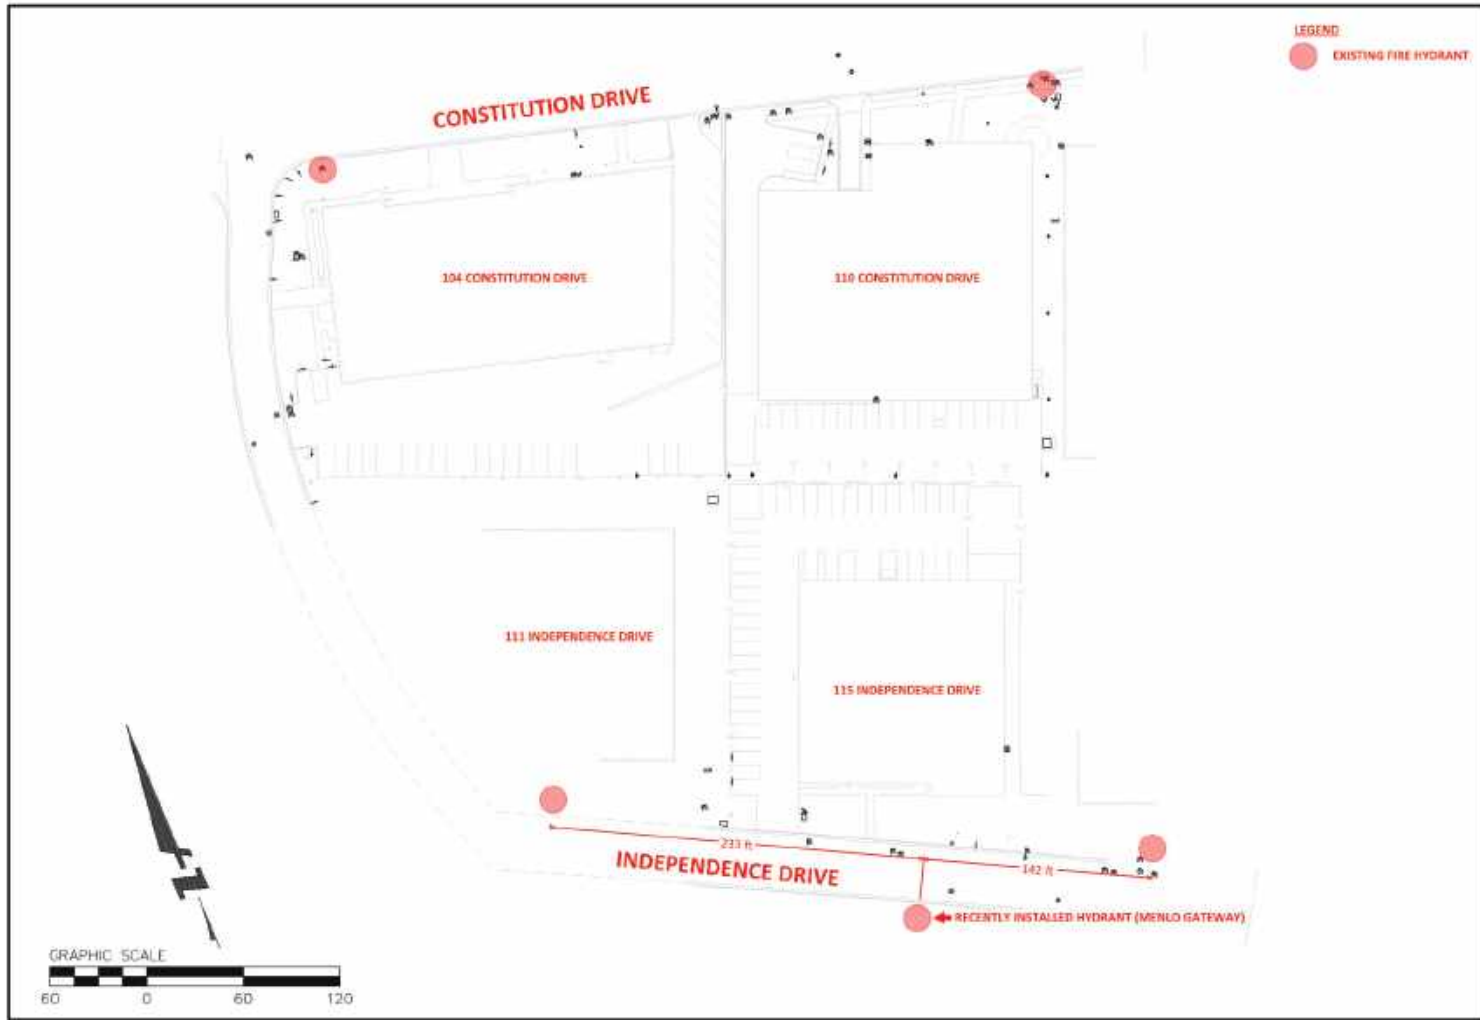 LEGEND
EXISTING FIRE HYDRANT
CONSTITUTION DRIVE
104 CONSTITUTION DRIVE
110 CONSTITUTION DRIVE
111 INDEPENDENCE DRIVE
115 INDEPENDENCE DRIVE
233 ft
142 ft
INDEPENDENCE DRIVE
RECENTLY INSTALLED HYDRANT (MENLO GATEWAY)
GRAPHIC SCALE
60 0 60 120